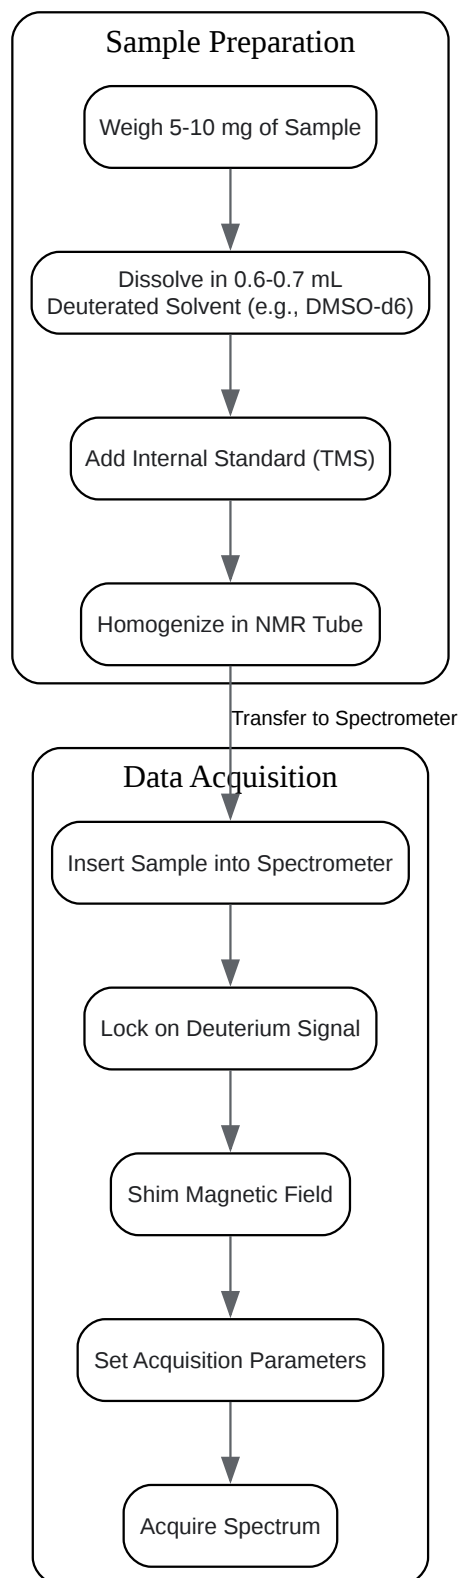 Sample Preparation
Weigh 5-10 mg of Sample
Dissolve in 0.6-0.7 mL
Deuterated Solvent (e.g., DMSO-d6)
Add Internal Standard (TMS)
Homogenize in NMR Tube
Transfer to Spectrometer
Data Acquisition
Insert Sample into Spectrometer
Lock on Deuterium Signal
Shim Magnetic Field
Set Acquisition Parameters
Acquire Spectrum